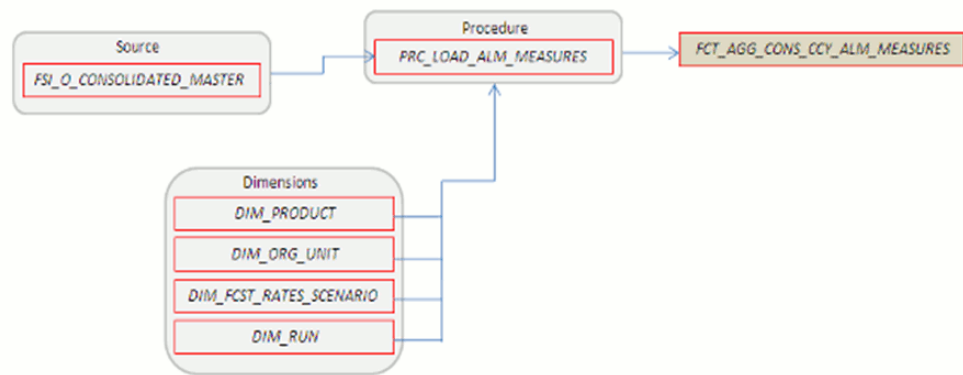 Source
FSI_O_CONSOLIDATED_MASTER
Procedure
PRC_LOAD_ALM_MEASURES
FCT_AGG_CONS_CCY_ALM_MEASURES
Dimensions
DIM_PRODUCT
DIM_ORG_UNIT
DIM_FCST_RATES_SCENARIO
DIM_RUN